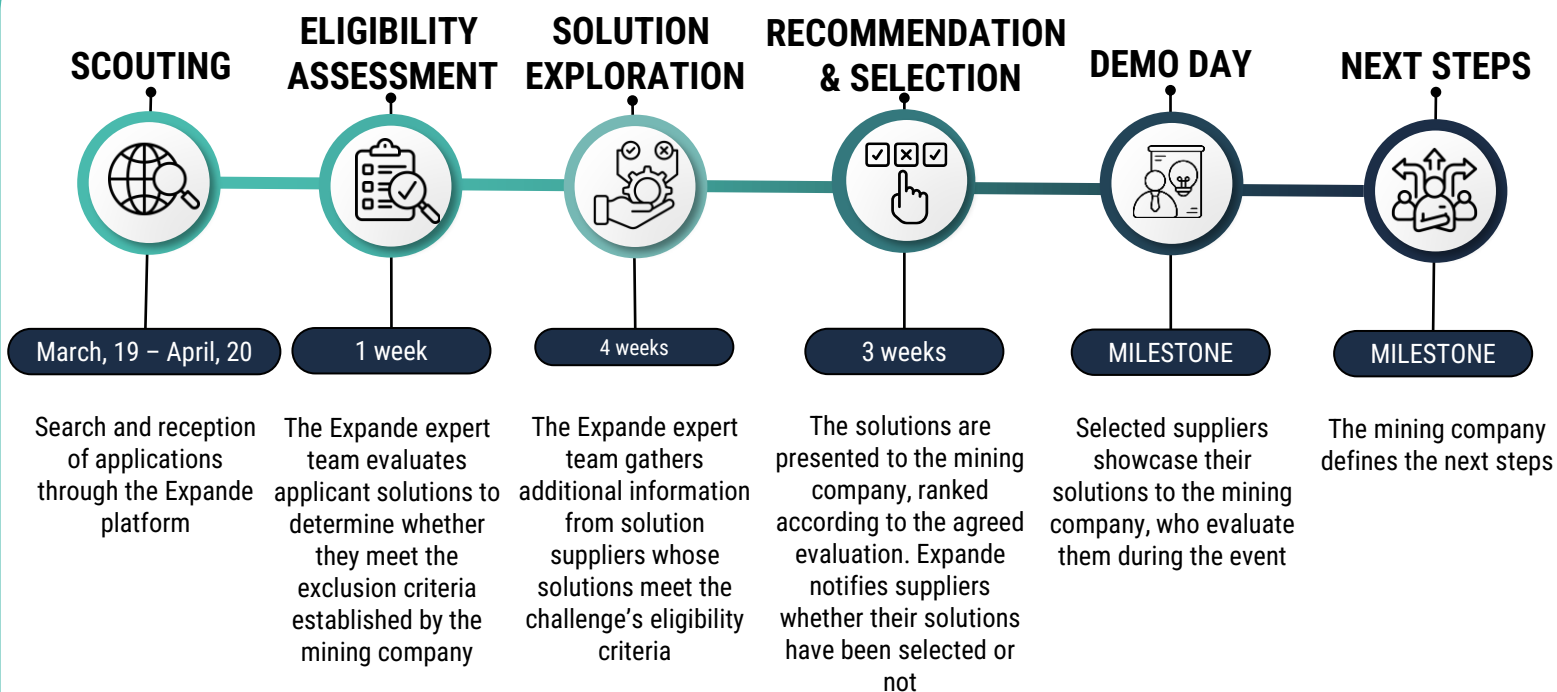 SCOUTING
March, 19 – April, 20
Search and reception
of applications
through the Expande
platform
ELIGIBILITY
ASSESSMENT
1 week
The Expande expert
team evaluates
applicant solutions to
determine whether
they meet the
exclusion criteria
established by the
mining company
SOLUTION
EXPLORATION
4 weeks
The Expande expert
team gathers
additional information
from solution
suppliers whose
solutions meet the
challenge’s eligibility
criteria
RECOMMENDATION
& SELECTION
3 weeks
The solutions are
presented to the mining
company, ranked
according to the agreed
evaluation. Expande
notifies suppliers
whether their solutions
have been selected or
not
DEMO DAY
MILESTONE
Selected suppliers
showcase their
solutions to the mining
company, who evaluate
them during the event
NEXT STEPS
MILESTONE
The mining company
defines the next steps